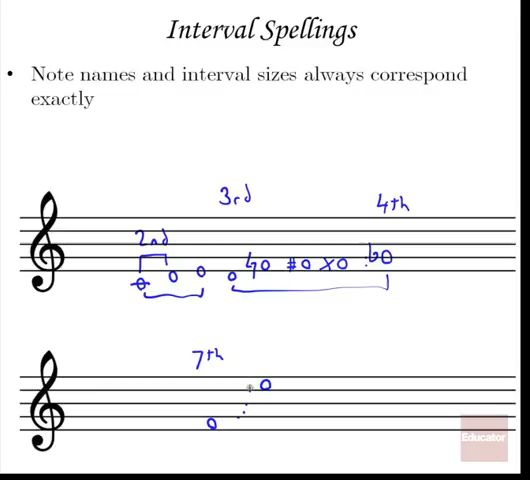 Interval Spellings
• Note names and interval sizes always correspond
exactly
3rd
4th
2nd
7th
Educator